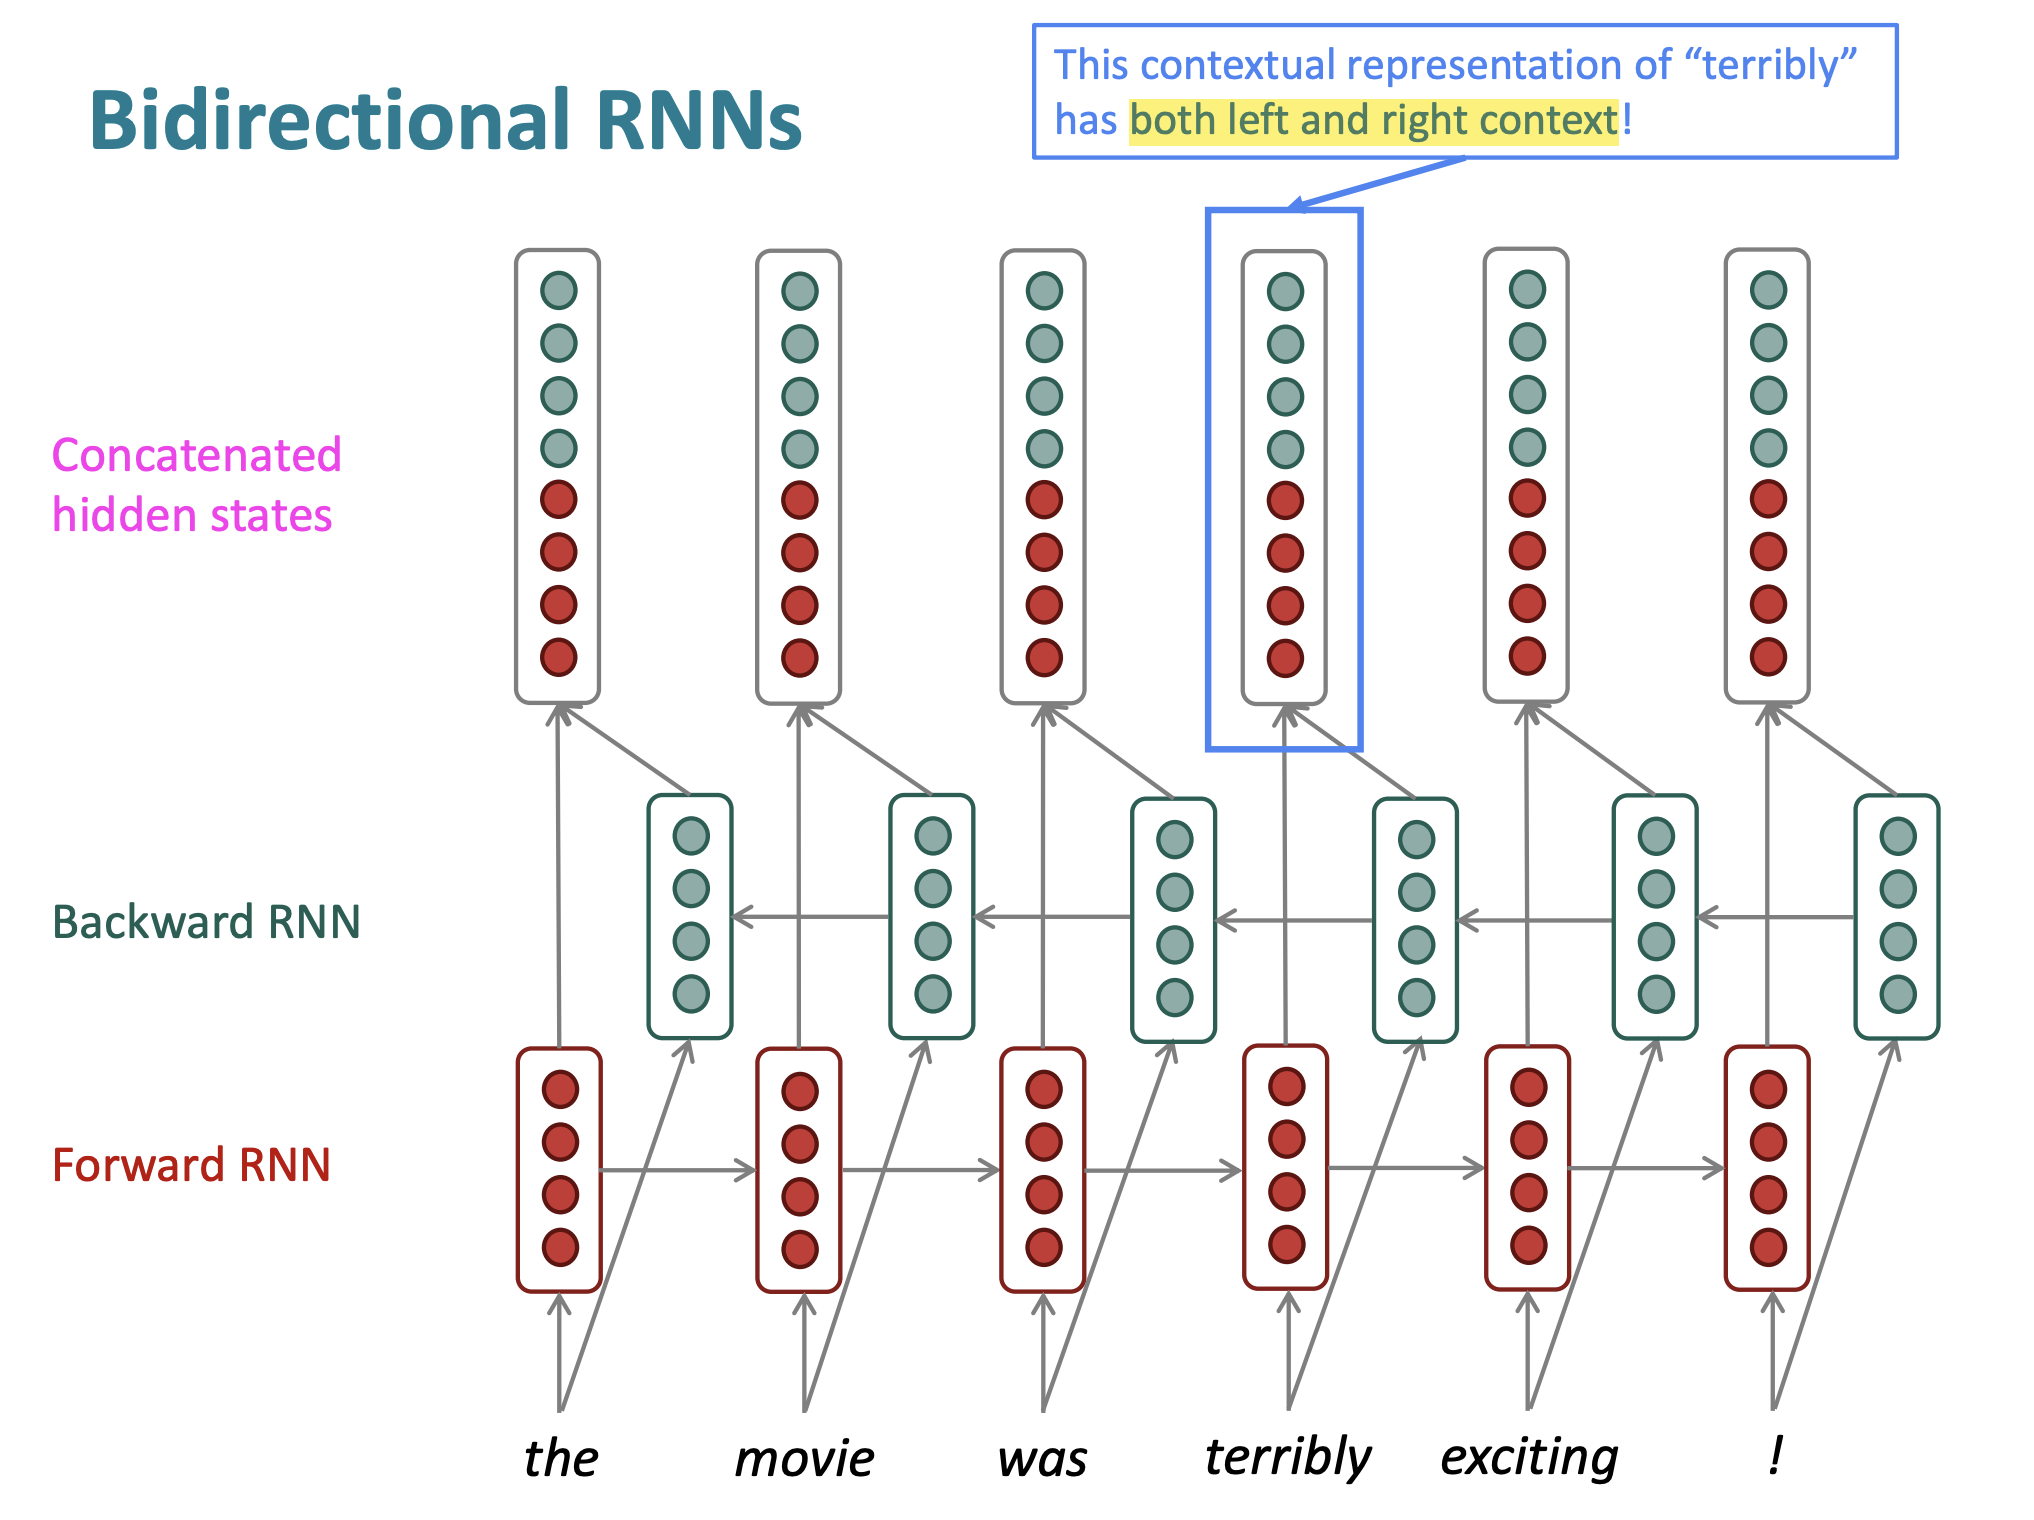 Bidirectional RNNs
This contextual representation of “terribly”
has both left and right context!
Concatenated
hidden states
Backward RNN
Forward RNN
the movie was terribly exciting !